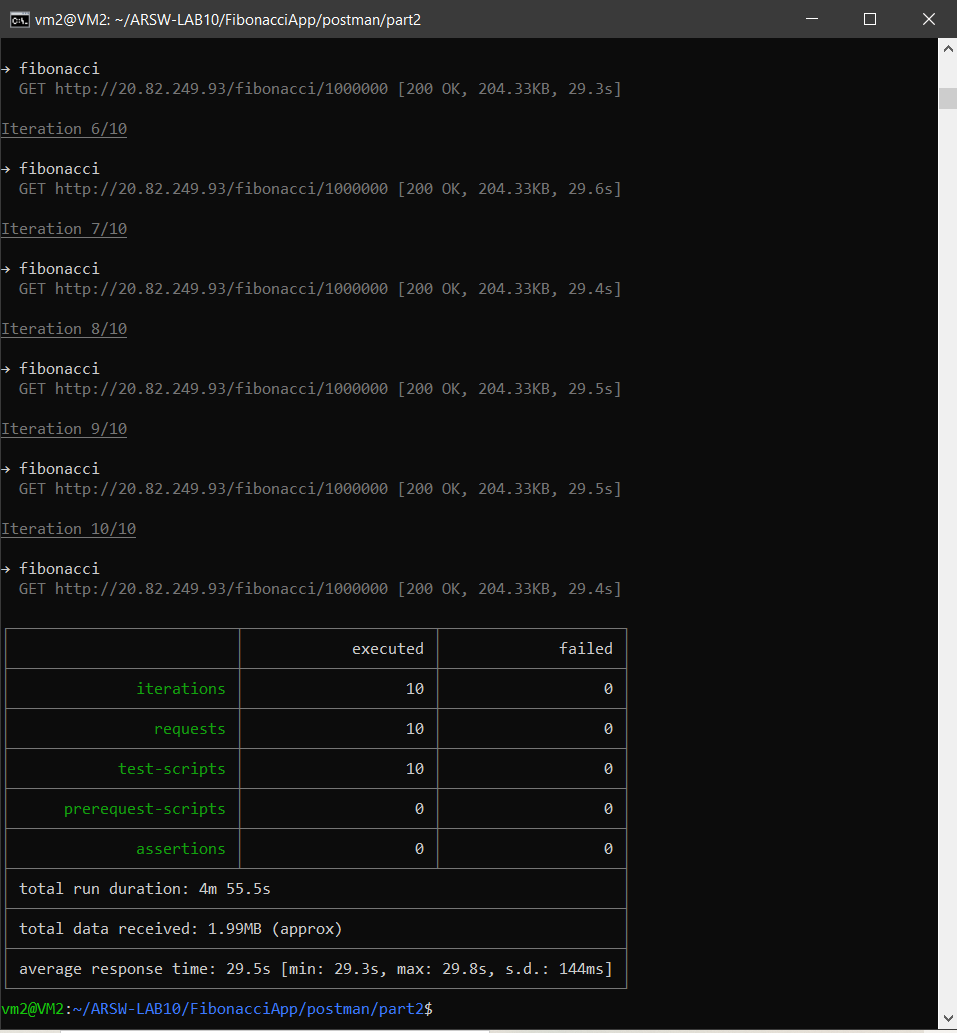 vm2@VM2: ~/ARSW-LAB10/FibonacciApp/postman/part2
→ fibonacci
GET http://20.82.249.93/fibonacci/1000000 [200 OK, 204.33KB, 29.3s]
Iteration 6/10
→ fibonacci
GET http://20.82.249.93/fibonacci/1000000 [200 OK, 204.33KB, 29.6s]
Iteration 7/10
→ fibonacci
GET http://20.82.249.93/fibonacci/1000000 [200 OK, 204.33KB, 29.4s]
Iteration 8/10
→ fibonacci
GET http://20.82.249.93/fibonacci/1000000 [200 OK, 204.33KB, 29.5s]
Iteration 9/10
→ fibonacci
GET http://20.82.249.93/fibonacci/1000000 [200 OK, 204.33KB, 29.5s]
Iteration 10/10
→ fibonacci
GET http://20.82.249.93/fibonacci/1000000 [200 OK, 204.33KB, 29.4s]
executed failed
iterations 10 0
requests 10 0
test-scripts 10 0
prerequest-scripts 0 0
assertions 0 0
total run duration: 4m 55.5s
total data received: 1.99MB (approx)
average response time: 29.5s [min: 29.3s, max: 29.8s, s.d.: 144ms]
vm2@VM2:~/ARSW-LAB10/FibonacciApp/postman/part2$